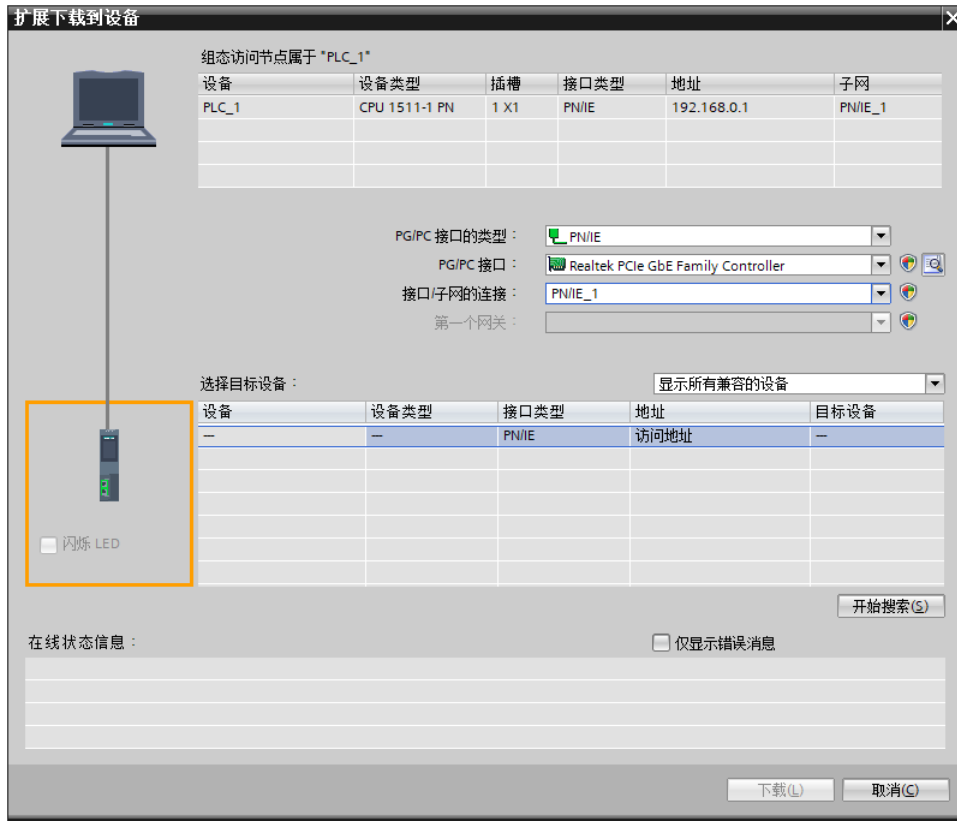 扩展下载到设备
组态访问节点属于 "PLC_1"
设备 设备类型 插槽 接口类型 地址 子网
PLC_1 CPU 1511-1 PN 1 X1 PN/IE 192.168.0.1 PN/IE_1
PG/PC 接口的类型：
PN/IE
PG/PC 接口：
Realtek PCIe GbE Family Controller
接口/子网的连接：
PN/IE_1
第一个网关：
选择目标设备：
显示所有兼容的设备
设备 设备类型 接口类型 地址 目标设备
— — PN/IE 访问地址 —
闪烁 LED
开始搜索(S)
在线状态信息：
仅显示错误消息
下载(L)
取消(C)